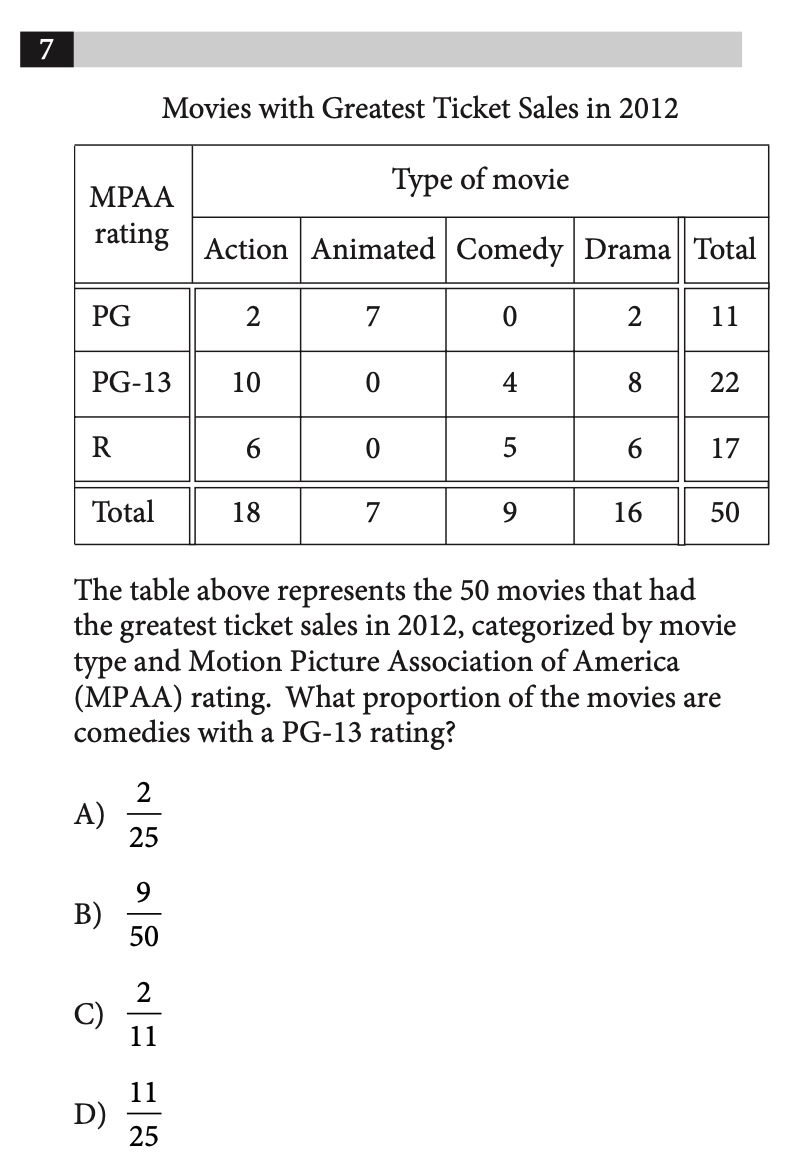 7
Movies with Greatest Ticket Sales in 2012
MPAA rating
Type of movie
Action Animated Comedy Drama Total
PG 2 7 0 2 11
PG-13 10 0 4 8 22
R 6 0 5 6 17
Total 18 7 9 16 50
The table above represents the 50 movies that had
the greatest ticket sales in 2012, categorized by movie
type and Motion Picture Association of America
(MPAA) rating. What proportion of the movies are
comedies with a PG-13 rating?
A) 2/25
B) 9/50
C) 2/11
D) 11/25